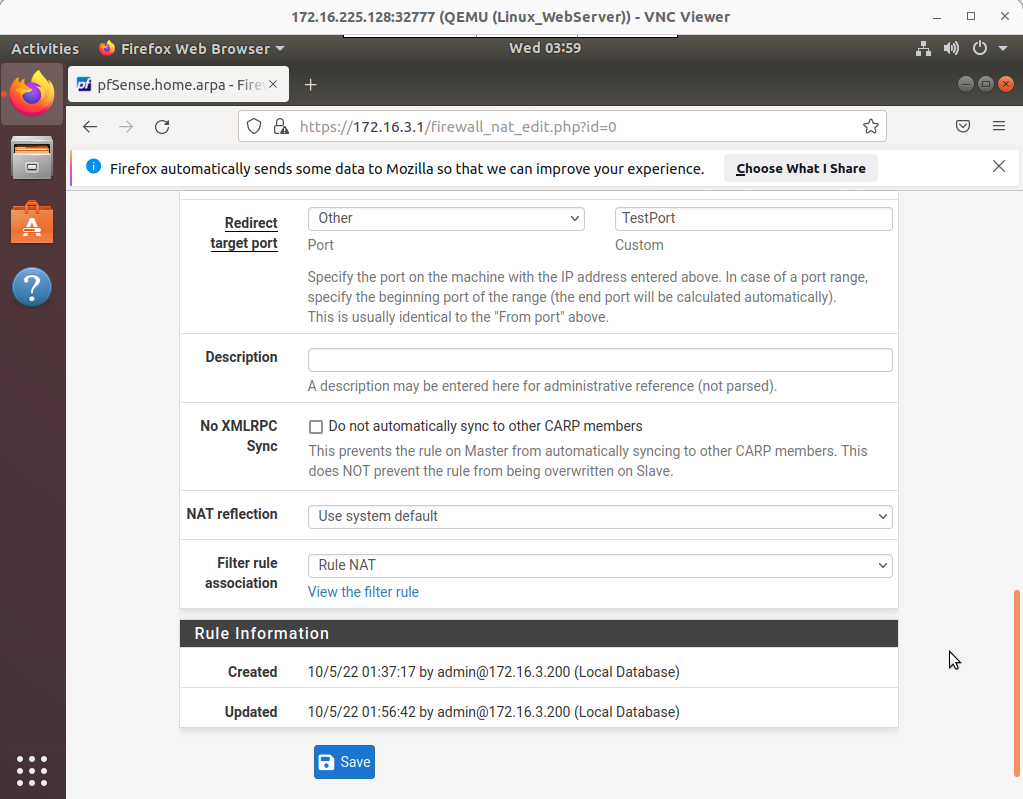 172.16.225.128:32777 (QEMU (Linux_WebServer)) - VNC Viewer
Activities
Firefox Web Browser
Wed 03:59
pf
pfSense.home.arpa - Fire
https://172.16.3.1/firewall_nat_edit.php?id=0
Firefox automatically sends some data to Mozilla so that we can improve your experience.
Choose What I Share
Redirect
target port
Other
TestPort
Port
Custom
Specify the port on the machine with the IP address entered above. In case of a port range,
specify the beginning port of the range (the end port will be calculated automatically).
This is usually identical to the "From port" above.
Description
A description may be entered here for administrative reference (not parsed).
No XMLRPC
Sync
Do not automatically sync to other CARP members
This prevents the rule on Master from automatically syncing to other CARP members. This
does NOT prevent the rule from being overwritten on Slave.
NAT reflection
Use system default
Filter rule
association
Rule NAT
View the filter rule
Rule Information
Created
10/5/22 01:37:17 by admin@172.16.3.200 (Local Database)
Updated
10/5/22 01:56:42 by admin@172.16.3.200 (Local Database)
Save